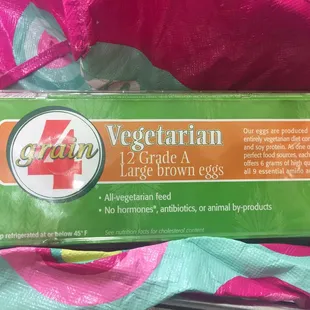 4
grain
Vegetarian
12 Grade A
Large brown eggs
• All-vegetarian feed
• No hormones*, antibiotics, or animal by-products
Our eggs are produced
entirely vegetarian diet
and soy protein. As one
perfect food sources, each
offers 6 grams of high
all 9 essential amino
p refrigerated at or below 45° F
See nutrition facts for cholesterol content